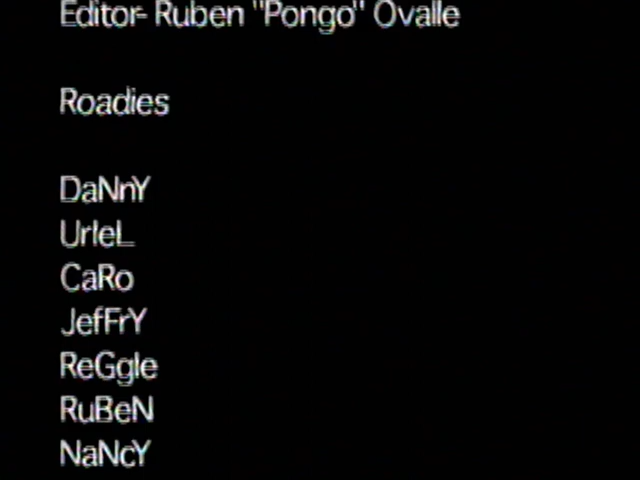 Editor- Ruben "Pongo" Ovalle
Roadies
DaNnY
UrIeL
CaRo
JefFrY
ReGgIe
RuBeN
NaNcY